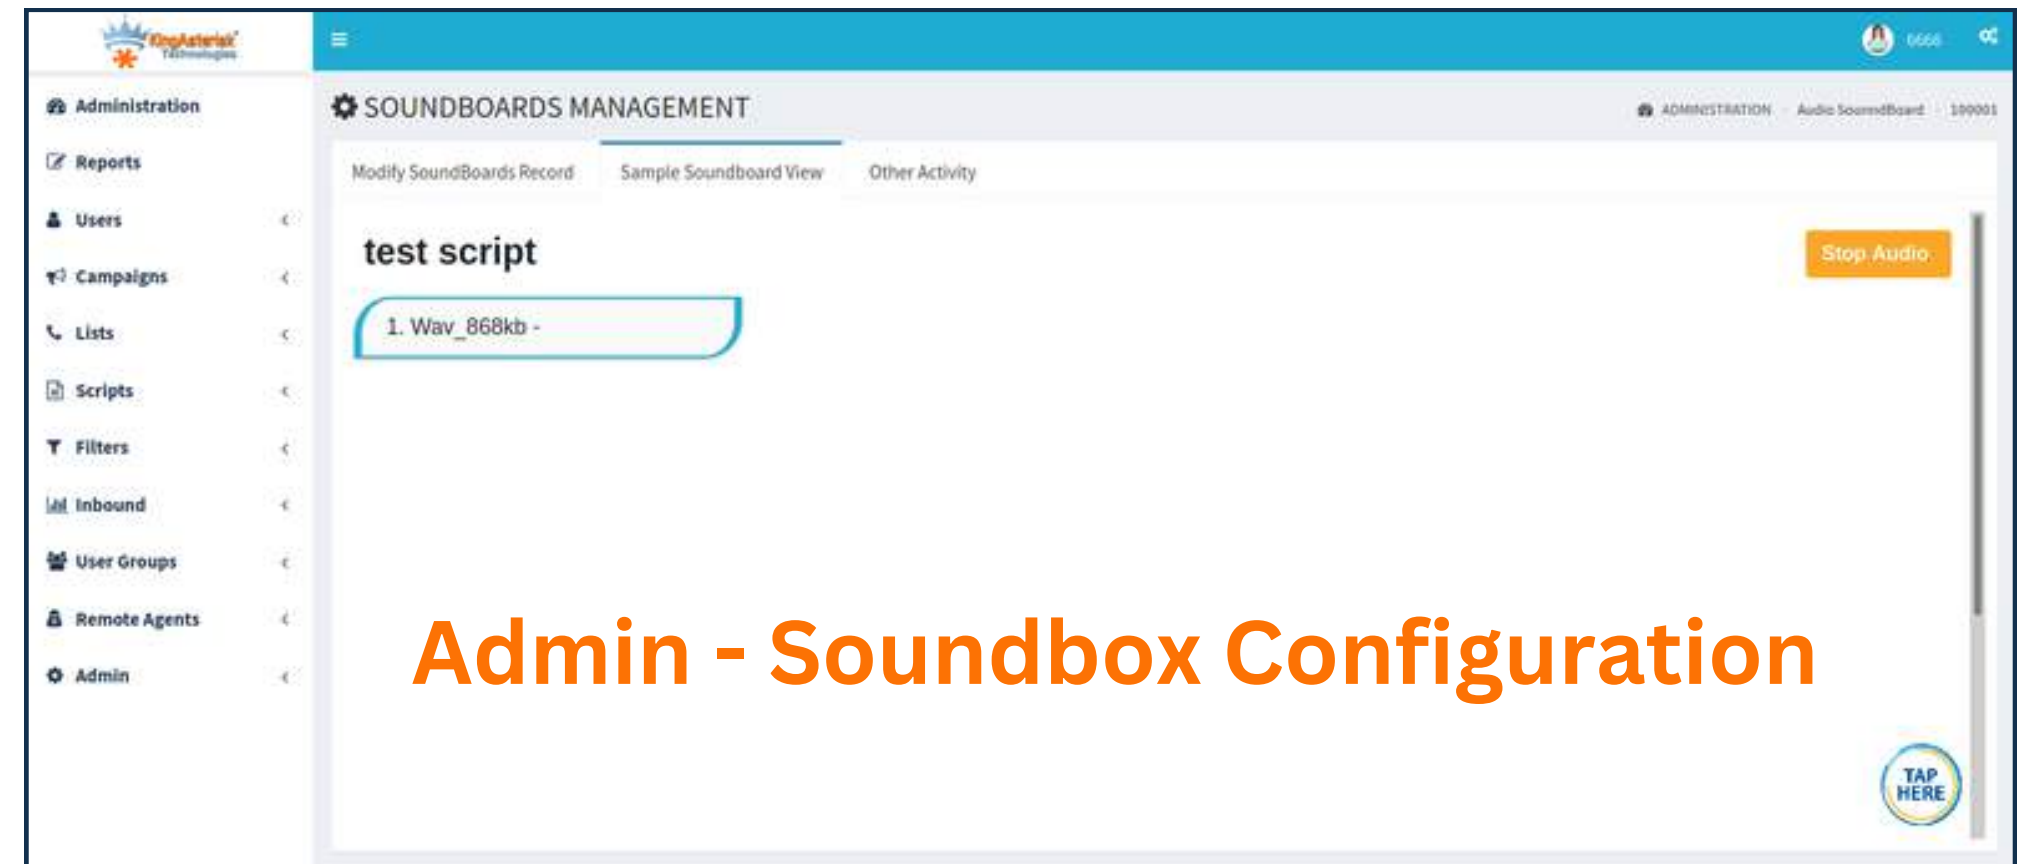 KingAsterisk
Technologies
6666
Administration
Reports
Users
Campaigns
Lists
Scripts
Filters
Inbound
User Groups
Remote Agents
Admin
SOUNDBOARDS MANAGEMENT
ADMINISTRATION Audio SounndBoard 100001
Modify SoundBoards Record Sample Soundboard View Other Activity
test script
Stop Audio
1. Wav_868kb -
Admin - Soundbox Configuration
TAP
HERE